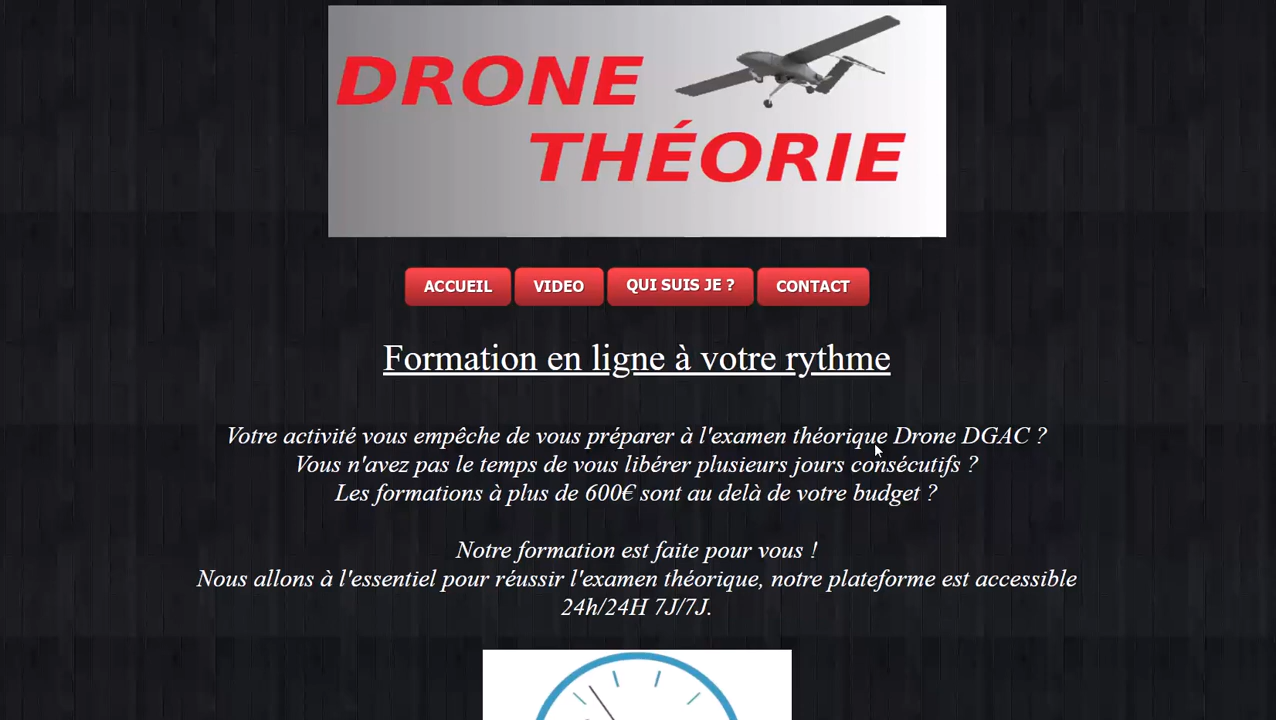 DRONE
THÉORIE
ACCUEIL VIDEO QUI SUIS JE ? CONTACT
Formation en ligne à votre rythme
Votre activité vous empêche de vous préparer à l'examen théorique Drone DGAC ?
Vous n'avez pas le temps de vous libérer plusieurs jours consécutifs ?
Les formations à plus de 600€ sont au delà de votre budget ?
Notre formation est faite pour vous !
Nous allons à l'essentiel pour réussir l'examen théorique, notre plateforme est accessible
24h/24H 7J/7J.